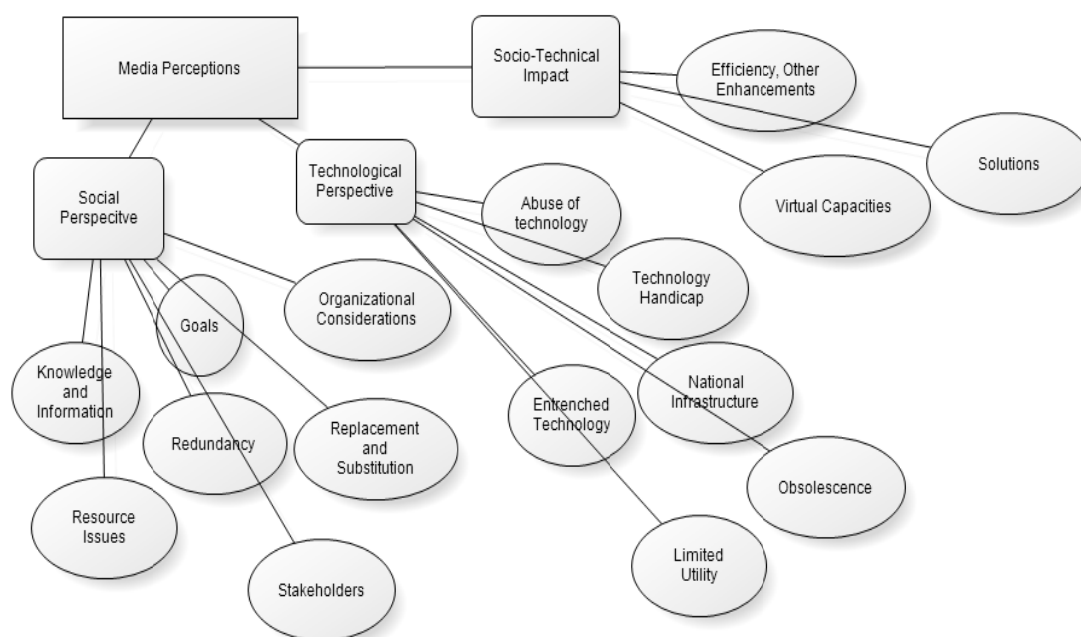 Media Perceptions
Socio-Technical
Impact
Efficiency, Other
Enhancements
Solutions
Virtual Capacities
Social
Perspecitve
Technological
Perspective
Abuse of
technology
Technology
Handicap
Organizational
Considerations
Goals
Knowledge
and
Information
Redundancy
Replacement
and
Substitution
Entrenched
Technology
National
Infrastructure
Obsolescence
Resource
Issues
Stakeholders
Limited
Utility